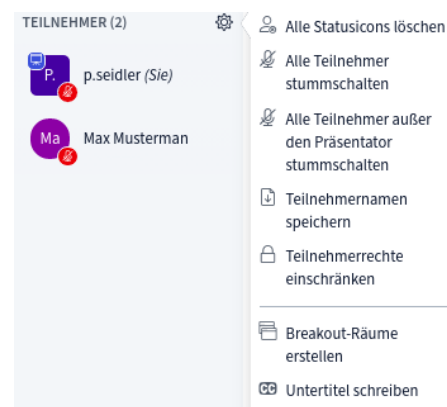 TEILNEHMER (2)
P.
p.seidler (Sie)
Ma
Max Musterman
Alle Statusicons löschen
Alle Teilnehmer
stummschalten
Alle Teilnehmer außer
den Präsentator
stummschalten
Teilnehmernamen
speichern
Teilnehmerrechte
einschränken
Breakout-Räume
erstellen
CC
Untertitel schreiben